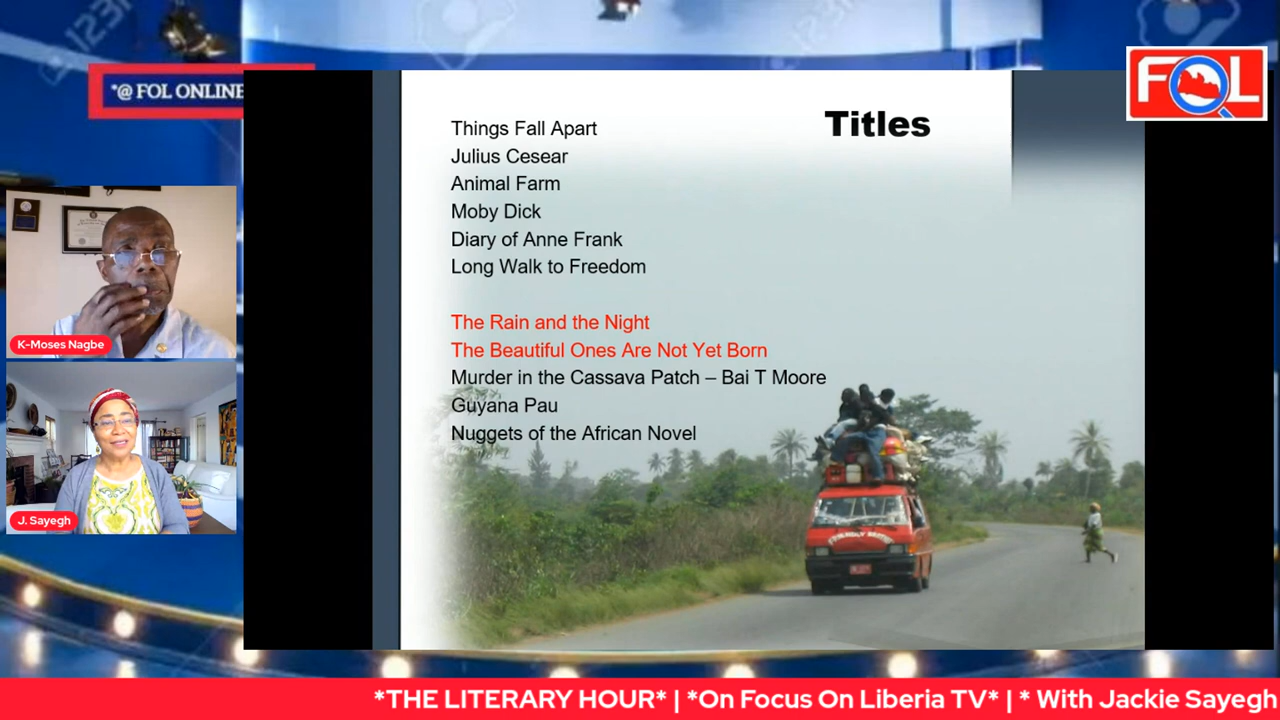 *@ FOL ONLINE
FOL
Titles
Things Fall Apart
Julius Cesear
Animal Farm
Moby Dick
Diary of Anne Frank
Long Walk to Freedom
The Rain and the Night
The Beautiful Ones Are Not Yet Born
Murder in the Cassava Patch – Bai T Moore
Guyana Pau
Nuggets of the African Novel
K-Moses Nagbe
J. Sayegh
*THE LITERARY HOUR* | *On Focus On Liberia TV* | * With Jackie Sayegh